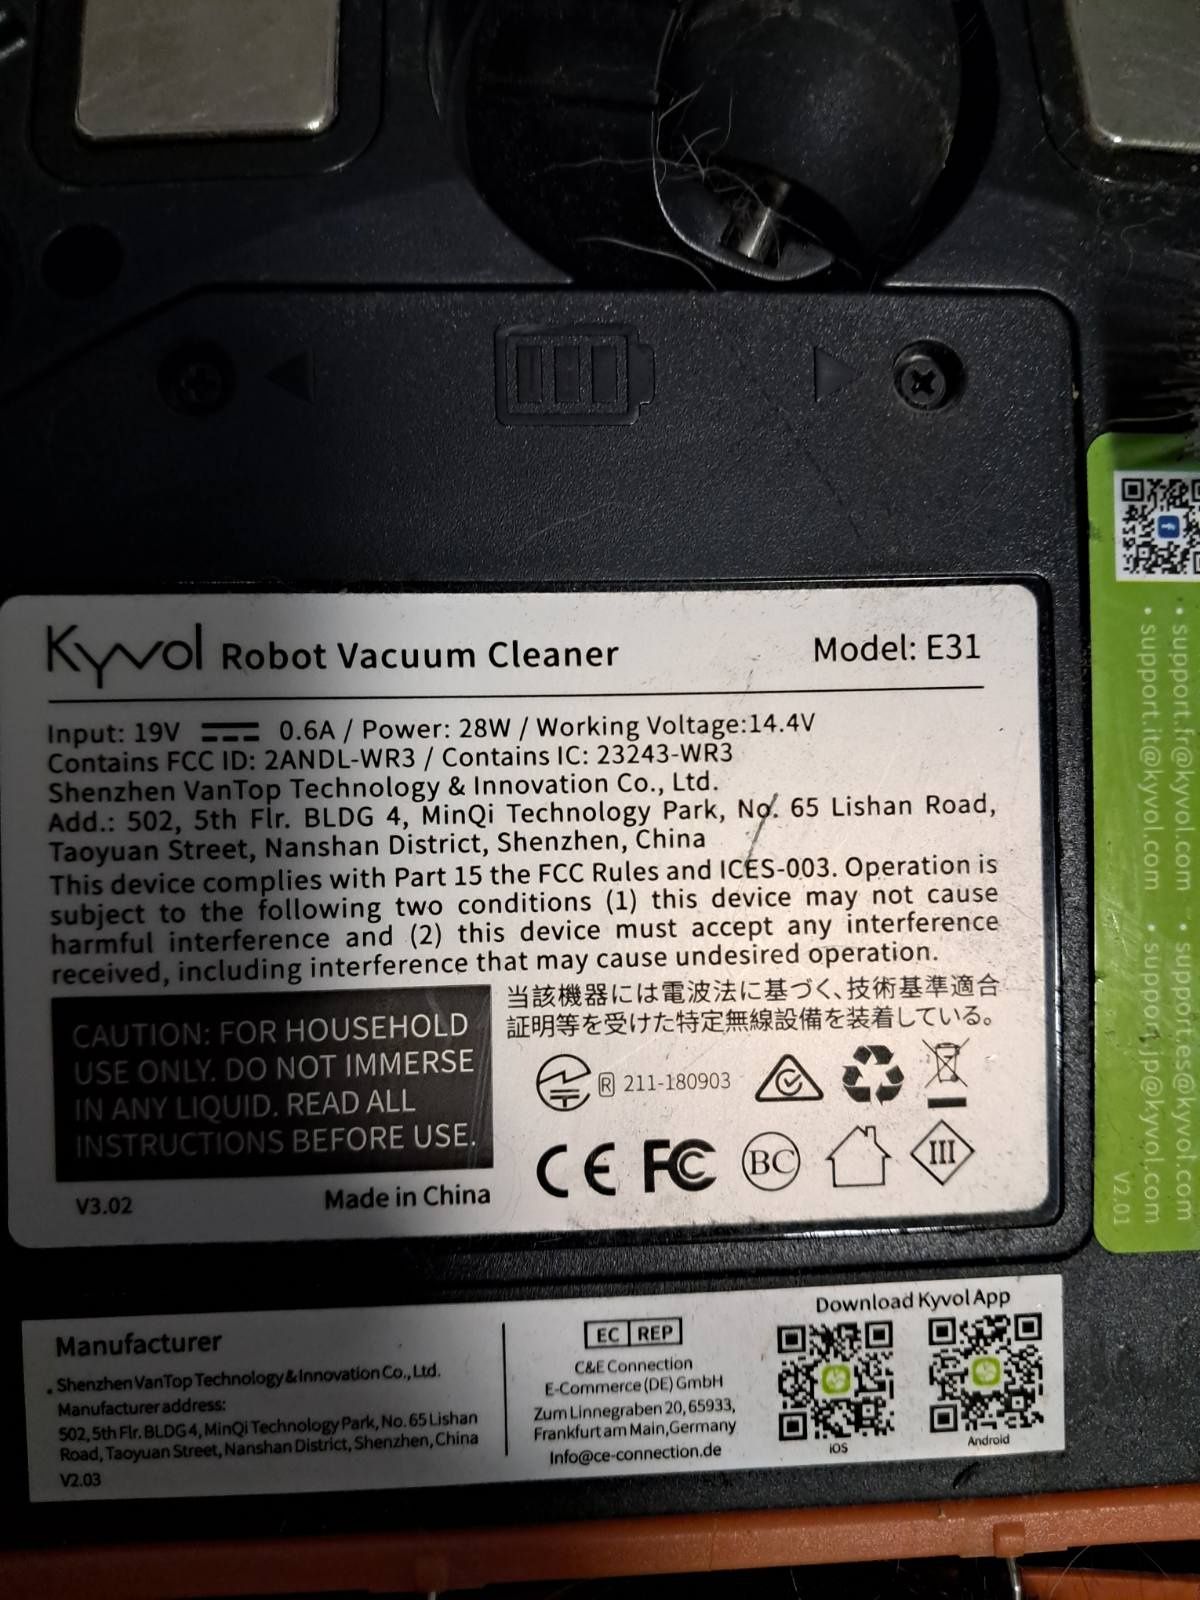 Kyvol Robot Vacuum Cleaner Model: E31
Input: 19V 0.6A / Power: 28W / Working Voltage:14.4V
Contains FCC ID: 2ANDL-WR3 / Contains IC: 23243-WR3
Shenzhen VanTop Technology & Innovation Co., Ltd.
Add.: 502, 5th Flr. BLDG 4, MinQi Technology Park, No. 65 Lishan Road,
Taoyuan Street, Nanshan District, Shenzhen, China
This device complies with Part 15 the FCC Rules and ICES-003. Operation is
subject to the following two conditions (1) this device may not cause
harmful interference and (2) this device must accept any interference
received, including interference that may cause undesired operation.
CAUTION: FOR HOUSEHOLD
USE ONLY. DO NOT IMMERSE
IN ANY LIQUID. READ ALL
INSTRUCTIONS BEFORE USE.
V3.02 Made in China
当該機器には電波法に基づく、技術基準適合
証明等を受けた特定無線設備を装着している。
R 211-180903
CE FC BC III
Manufacturer
Shenzhen VanTop Technology & Innovation Co., Ltd.
Manufacturer address:
502, 5th Flr. BLDG 4, MinQi Technology Park, No. 65 Lishan
Road, Taoyuan Street, Nanshan District, Shenzhen, China
V2.03
EC REP
C&E Connection
E-Commerce (DE) GmbH
Zum Linnegraben 20, 65933,
Frankfurt am Main, Germany
Info@ce-connection.de
Download Kyvol App
iOS
Android
• support.fr@kyvol.com • support.es@kyvol.com
• support.it@kyvol.com • support.jp@kyvol.com
V2.01